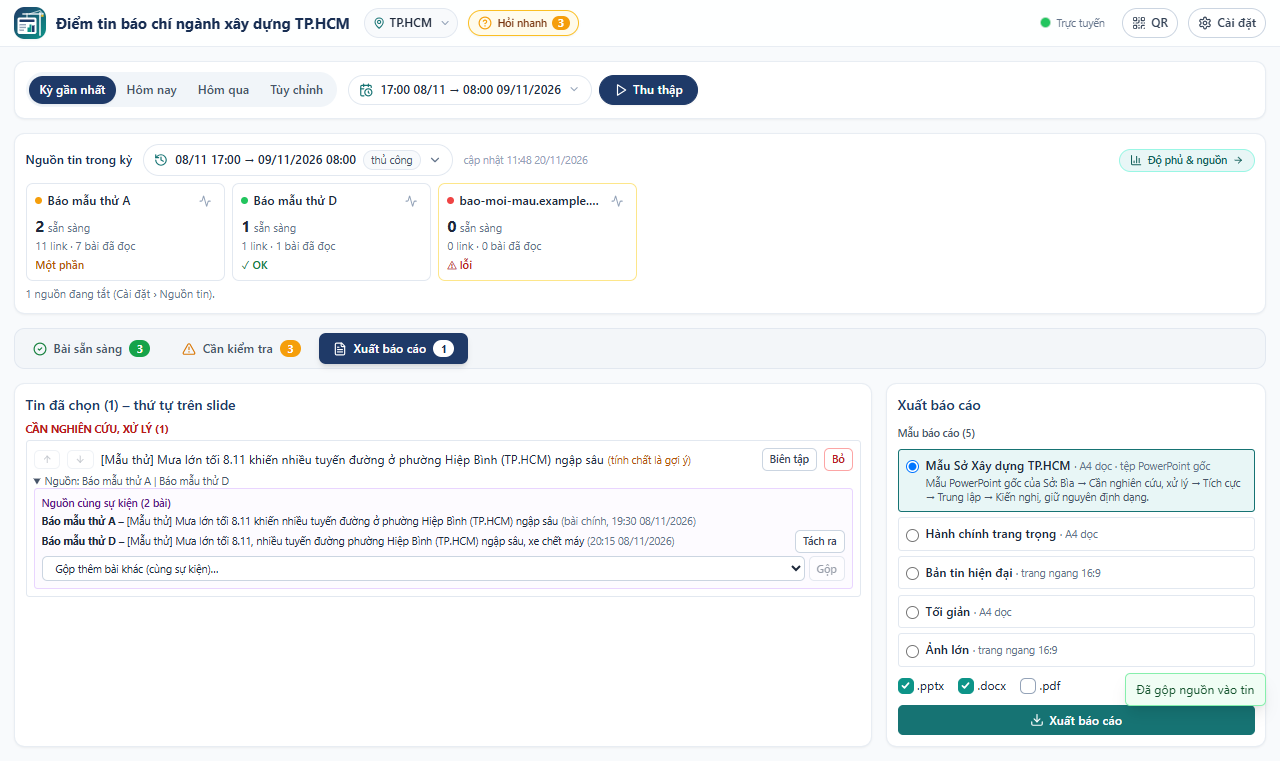 Điểm tin báo chí ngành xây dựng TP.HCM
TP.HCM
Hỏi nhanh 3
Trực tuyến
QR
Cài đặt
Kỳ gần nhất
Hôm nay
Hôm qua
Tùy chỉnh
17:00 08/11 → 08:00 09/11/2026
Thu thập
Nguồn tin trong kỳ
08/11 17:00 → 09/11/2026 08:00 thủ công
cập nhật 11:48 20/11/2026
Độ phủ & nguồn →
Báo mẫu thử A
2 sẵn sàng
11 link · 7 bài đã đọc
Một phần
Báo mẫu thử D
1 sẵn sàng
1 link · 1 bài đã đọc
✓ OK
bao-moi-mau.example....
0 sẵn sàng
0 link · 0 bài đã đọc
⚠ lỗi
1 nguồn đang tắt (Cài đặt › Nguồn tin).
Bài sẵn sàng 3
Cần kiểm tra 3
Xuất báo cáo 1
Tin đã chọn (1) – thứ tự trên slide
CẦN NGHIÊN CỨU, XỬ LÝ (1)
↑ ↓ [Mẫu thử] Mưa lớn tối 8.11 khiến nhiều tuyến đường ở phường Hiệp Bình (TP.HCM) ngập sâu (tính chất là gợi ý)
Biên tập
Bỏ
▼ Nguồn: Báo mẫu thử A | Báo mẫu thử D
Nguồn cùng sự kiện (2 bài)
Báo mẫu thử A – [Mẫu thử] Mưa lớn tối 8.11 khiến nhiều tuyến đường ở phường Hiệp Bình (TP.HCM) ngập sâu (bài chính, 19:30 08/11/2026)
Báo mẫu thử D – [Mẫu thử] Mưa lớn tối 8.11, nhiều tuyến đường phường Hiệp Bình (TP.HCM) ngập sâu, xe chết máy (20:15 08/11/2026)
Tách ra
Gộp thêm bài khác (cùng sự kiện)...
Gộp
Xuất báo cáo
Mẫu báo cáo (5)
Mẫu Sở Xây dựng TP.HCM · A4 dọc · tệp PowerPoint gốc
Mẫu PowerPoint gốc của Sở: Bìa → Cần nghiên cứu, xử lý → Tích cực
→ Trung lập → Kiến nghị, giữ nguyên định dạng.
Hành chính trang trọng · A4 dọc
Bản tin hiện đại · trang ngang 16:9
Tối giản · A4 dọc
Ảnh lớn · trang ngang 16:9
.pptx
.docx
.pdf
Đã gộp nguồn vào tin
Xuất báo cáo